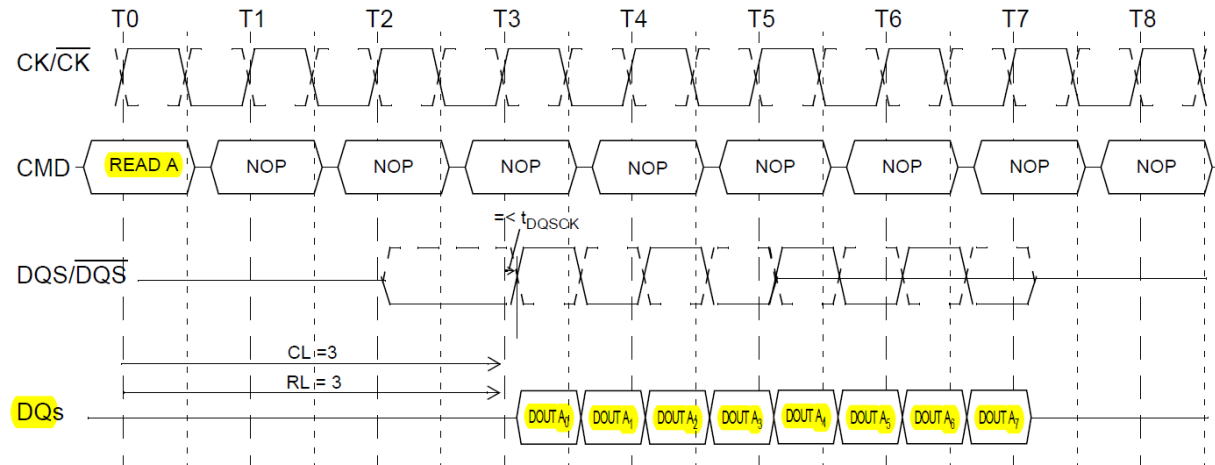 T0 T1 T2 T3 T4 T5 T6 T7 T8
CK/CK
CMD READ A NOP NOP NOP NOP NOP NOP NOP NOP
=< tDQSCK
DQS/DQS
CL =3
RL = 3
DQs DOUT A0 DOUT A1 DOUT A2 DOUT A3 DOUT A4 DOUT A5 DOUT A6 DOUT A7